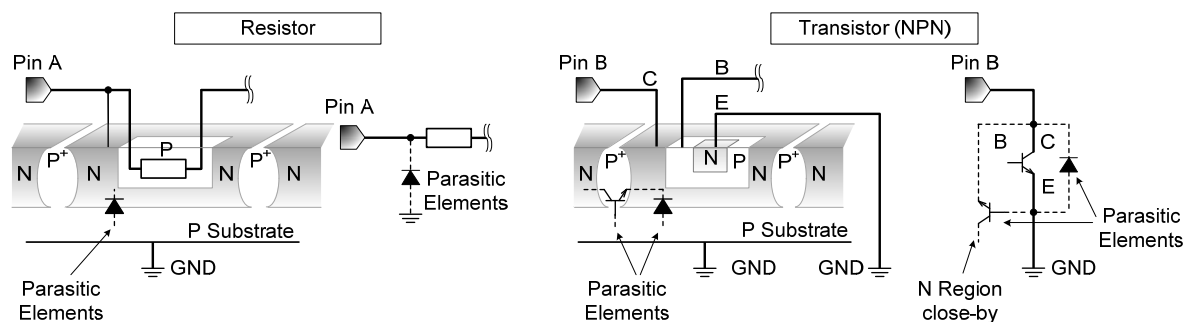 Resistor
Pin A
N
P+
N
P
N
P+
N
Parasitic
Elements
P Substrate
GND
Pin A
Parasitic
Elements
Transistor (NPN)
Pin B
C
B
E
N
P+
N
N
P
N
P+
N
P Substrate
Parasitic
Elements
GND
GND
Pin B
B
C
E
Parasitic
Elements
N Region
close-by
GND